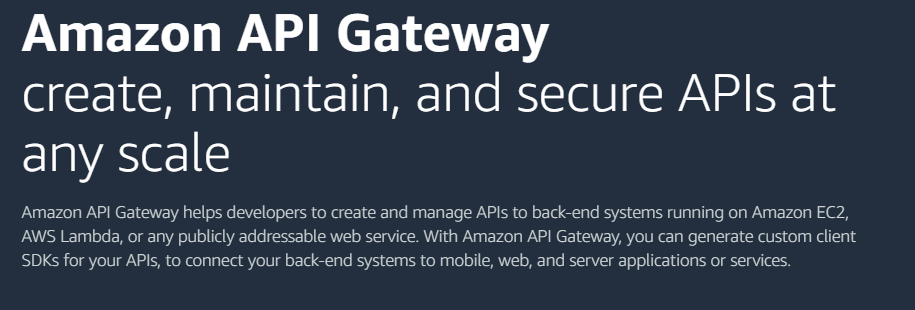 Amazon API Gateway
create, maintain, and secure APIs at
any scale
Amazon API Gateway helps developers to create and manage APIs to back-end systems running on Amazon EC2,
AWS Lambda, or any publicly addressable web service. With Amazon API Gateway, you can generate custom client
SDKs for your APIs, to connect your back-end systems to mobile, web, and server applications or services.